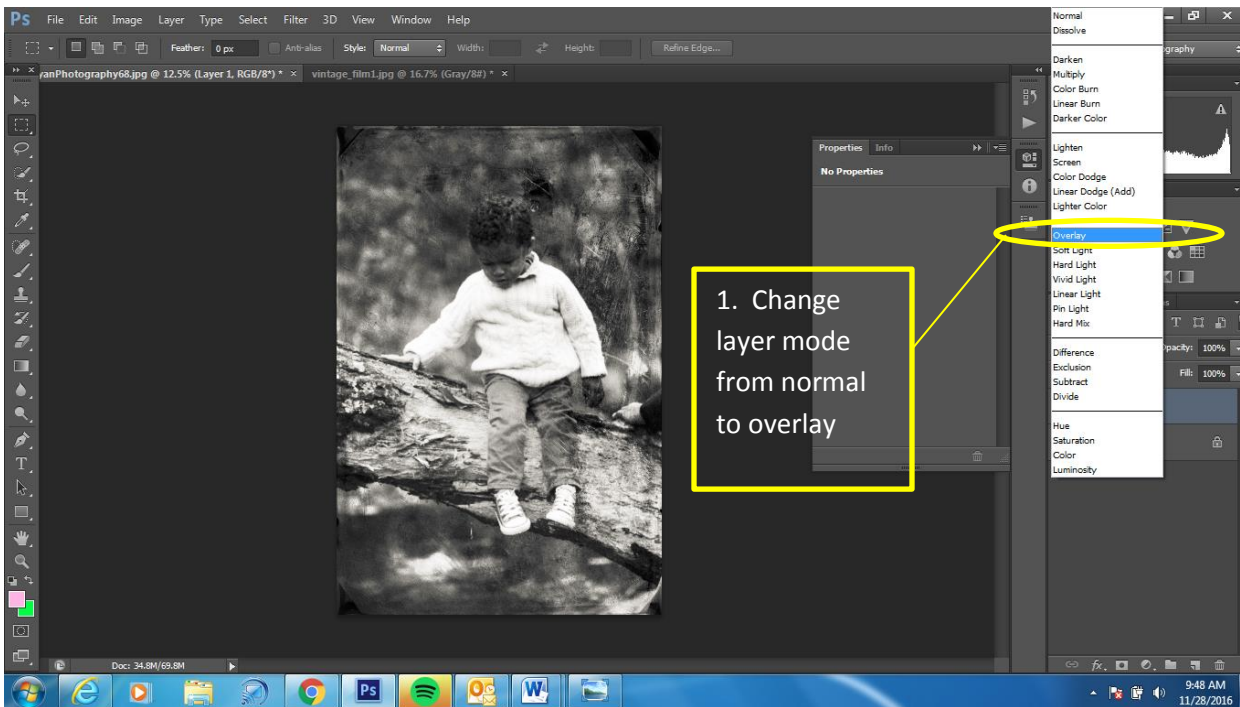 Ps File Edit Image Layer Type Select Filter 3D View Window Help
Feather: 0 px Anti-alias Style: Normal Width: Height: Refine Edge...
yanPhotography68.jpg @ 12.5% (Layer 1, RGB/8*) * × vintage_film1.jpg @ 16.7% (Gray/8#) * ×
Properties Info
No Properties
1. Change
layer mode
from normal
to overlay
Normal
Dissolve
Darken
Multiply
Color Burn
Linear Burn
Darker Color
Lighten
Screen
Color Dodge
Linear Dodge (Add)
Lighter Color
Overlay
Soft Light
Hard Light
Vivid Light
Linear Light
Pin Light
Hard Mix
Difference
Exclusion
Subtract
Divide
Hue
Saturation
Color
Luminosity
ography
Opacity: 100%
Fill: 100%
Doc: 34.8M/69.8M
fx
Ps
9:48 AM
11/28/2016